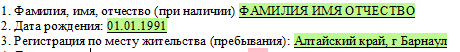 1. Фамилия, имя, отчество (при наличии) ФАМИЛИЯ ИМЯ ОТЧЕСТВО
2. Дата рождения: 01.01.1991
3. Регистрация по месту жительства (пребывания): Алтайский край, г Барнаул